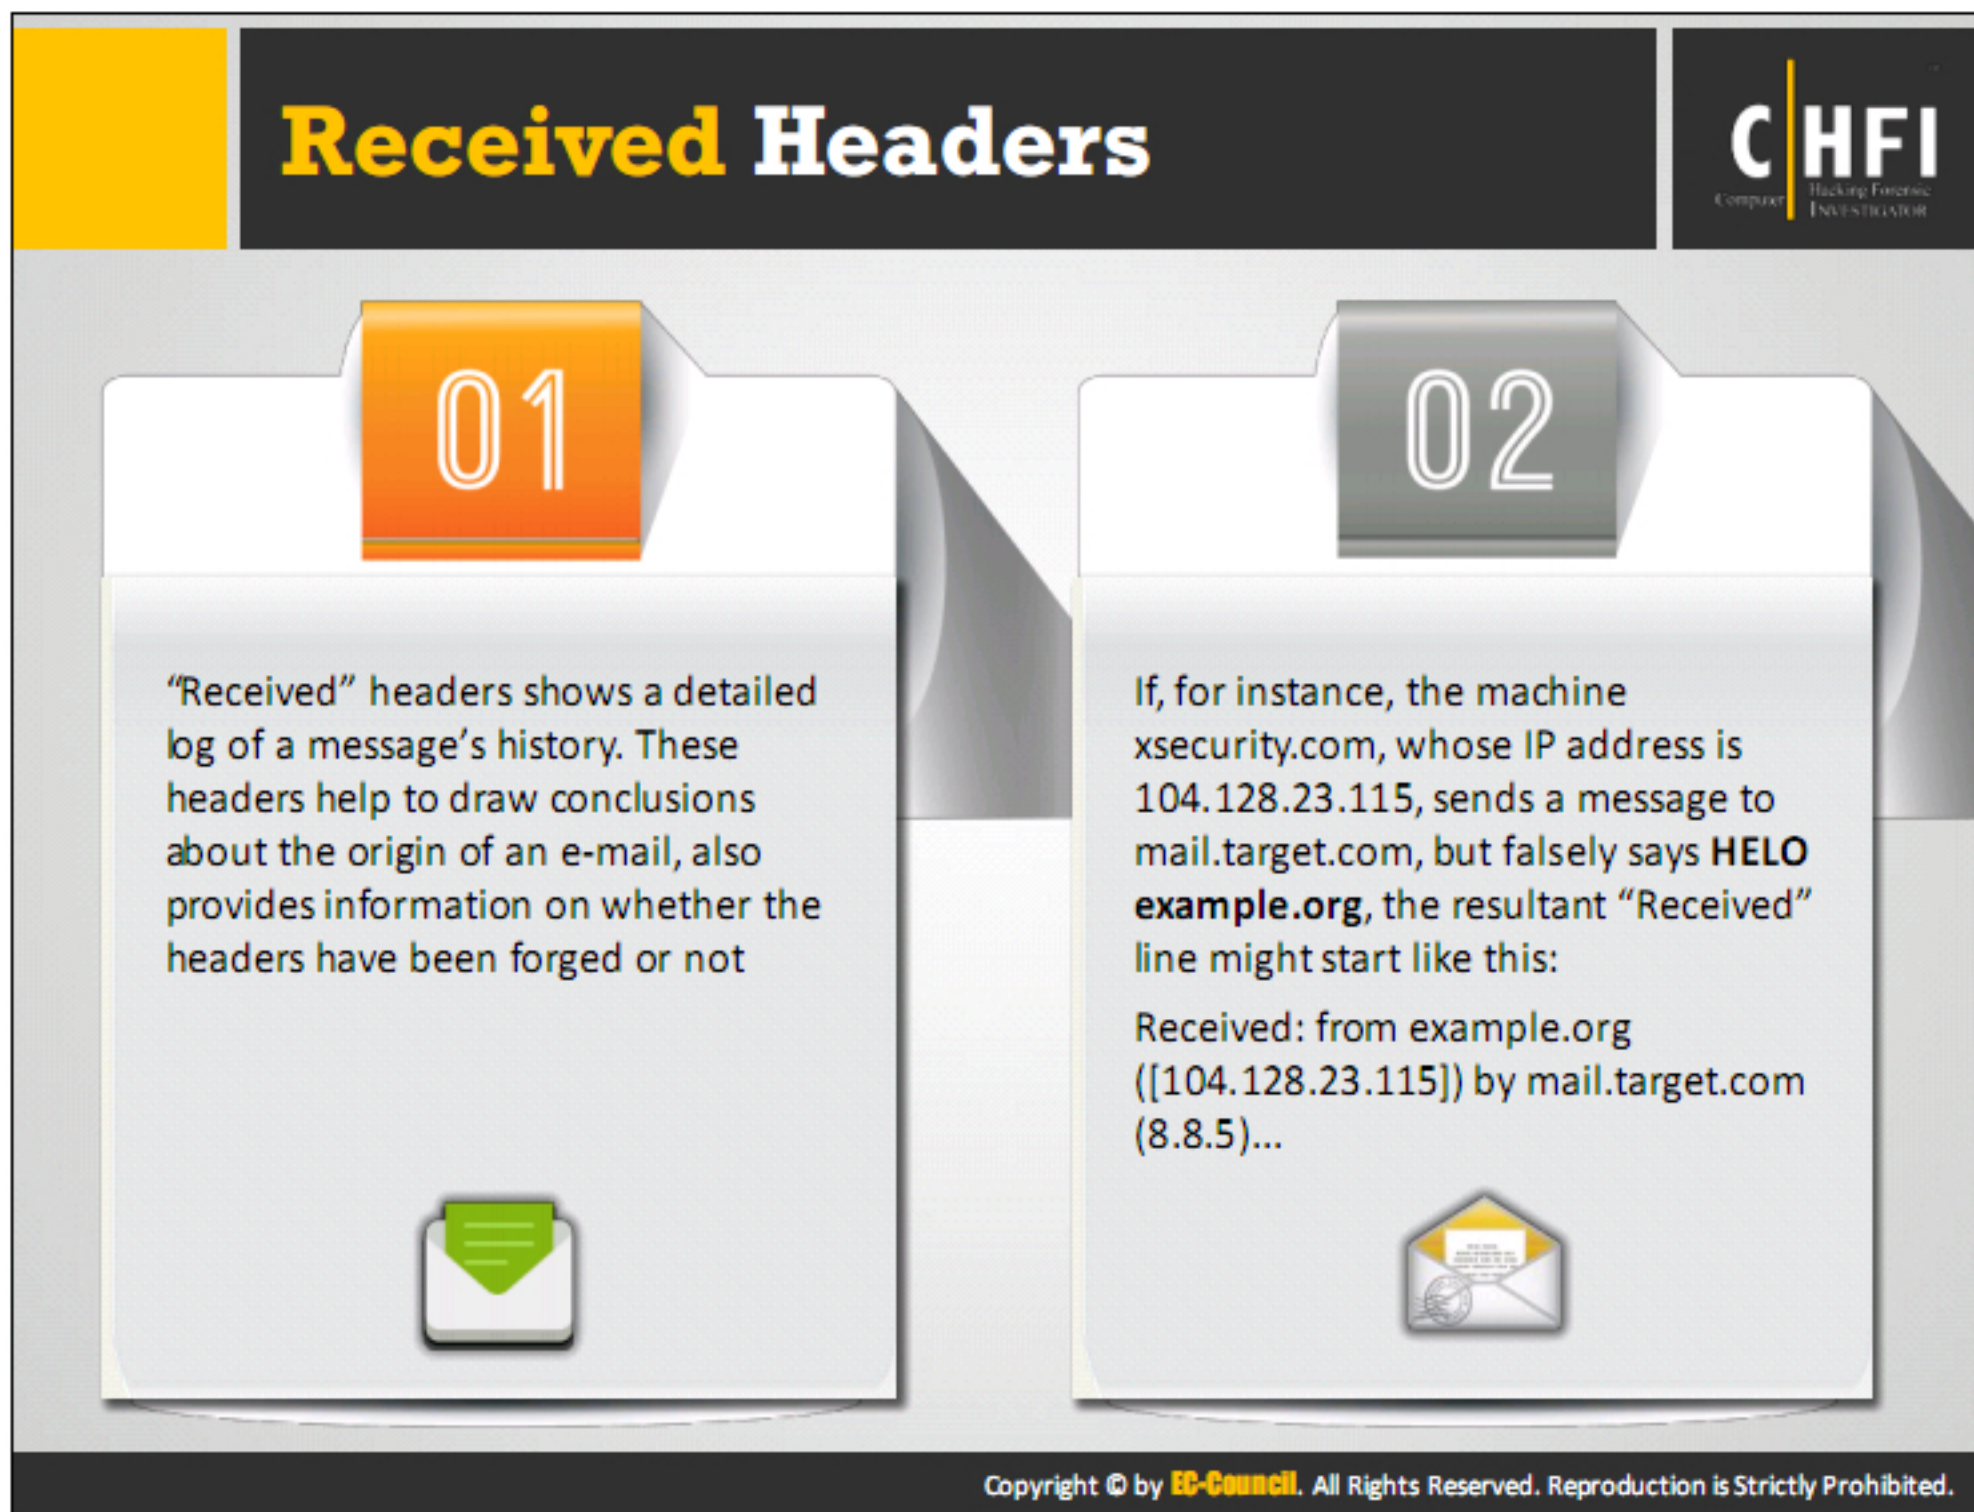 Received Headers
C HFI
Computer
Hacking Forensic
INVESTIGATOR
01
“Received” headers shows a detailed
log of a message’s history. These
headers help to draw conclusions
about the origin of an e-mail, also
provides information on whether the
headers have been forged or not
02
If, for instance, the machine
xsecurity.com, whose IP address is
104.128.23.115, sends a message to
mail.target.com, but falsely says HELO
example.org, the resultant “Received”
line might start like this:
Received: from example.org
([104.128.23.115]) by mail.target.com
(8.8.5)...
Copyright © by EC-Council. All Rights Reserved. Reproduction is Strictly Prohibited.